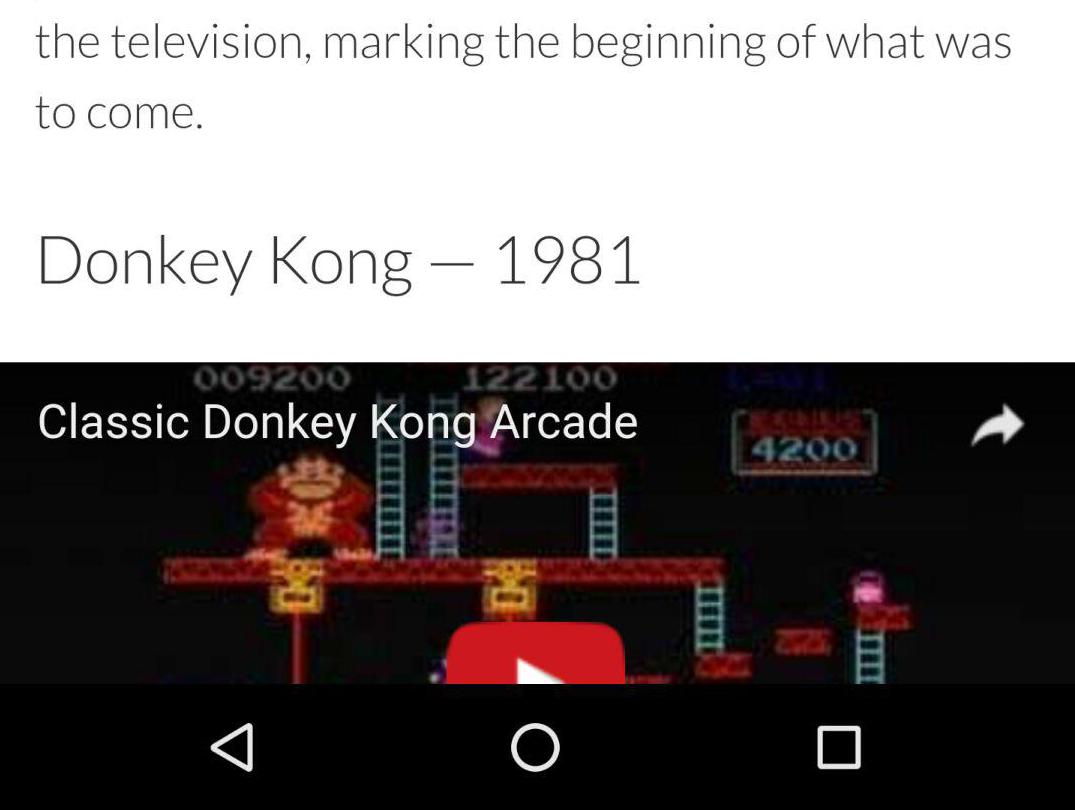 the television, marking the beginning of what was
to come.
Donkey Kong — 1981
009200 122100 L=01
Classic Donkey Kong Arcade
BONUS
4200